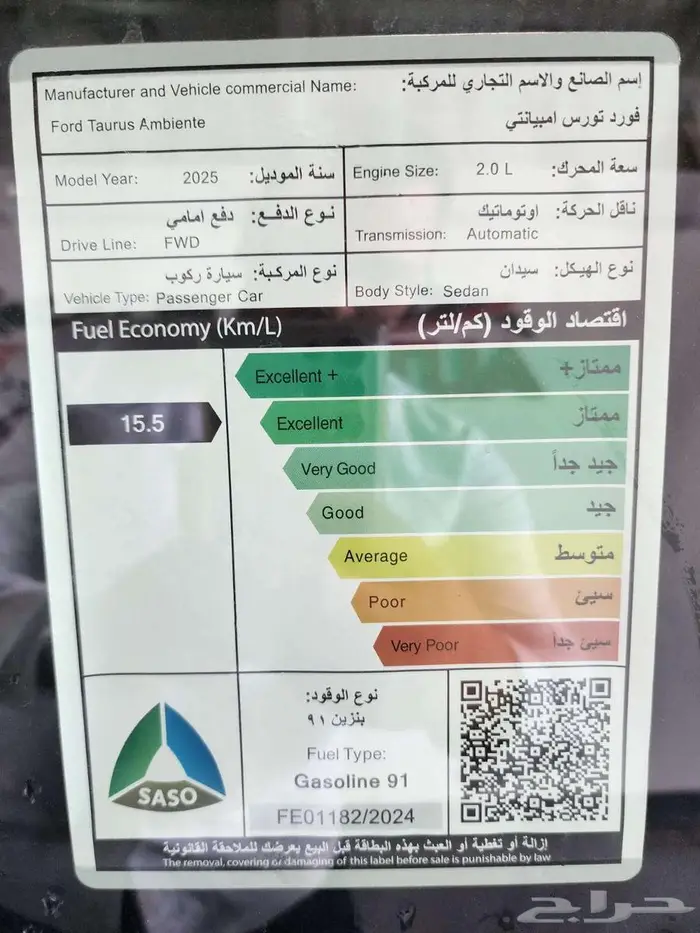 إسم الصانع والاسم التجاري للمركبة:
Manufacturer and Vehicle commercial Name:
فورد تورس امبيانتي
Ford Taurus Ambiente
Model Year: 2025 سنة الموديل:
Engine Size: 2.0 L سعة المحرك:
نوع الدفع: دفع امامي
Drive Line: FWD
ناقل الحركة: اوتوماتيك
Transmission: Automatic
نوع المركبة: سيارة ركوب
Vehicle Type: Passenger Car
نوع الهيكل: سيدان
Body Style: Sedan
Fuel Economy (Km/L) اقتصاد الوقود (كم/لتر)
Excellent + ممتاز+
15.5
Excellent ممتاز
Very Good جيد جداً
Good جيد
Average متوسط
Poor سيئ
Very Poor سيئ جدا
SASO
نوع الوقود:
بنزين ٩١
Fuel Type:
Gasoline 91
FE01182/2024
إزالة أو تغطية أو العبث بهذه البطاقة قبل البيع يعرضك للملاحقة القانونية
The removal, covering or damaging of this label before sale is punishable by law
حراج